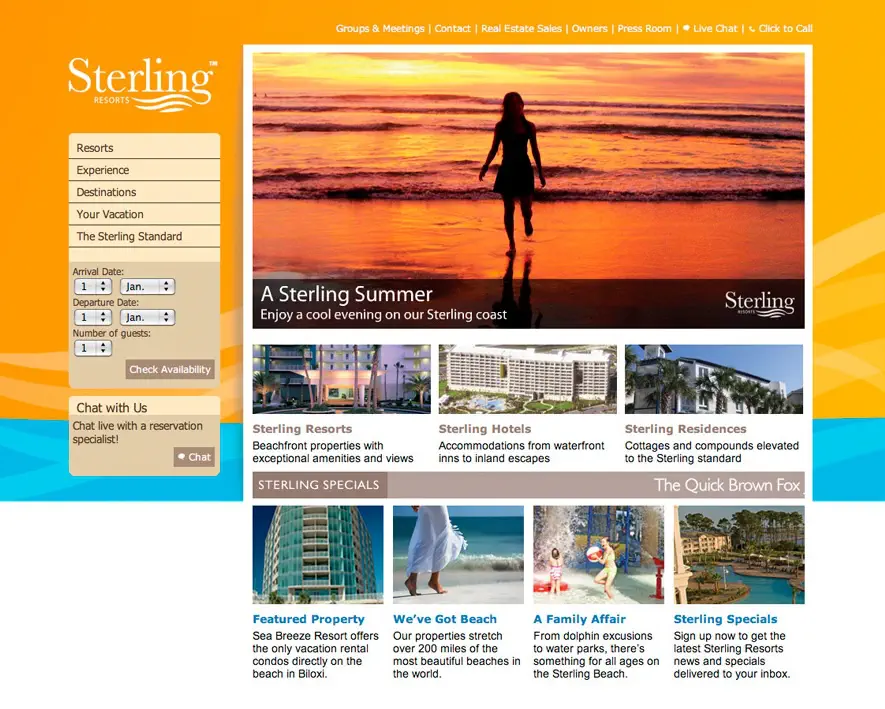 Groups & Meetings | Contact | Real Estate Sales | Owners | Press Room | Live Chat | Click to Call
Sterling™
RESORTS
Resorts
Experience
Destinations
Your Vacation
The Sterling Standard
Arrival Date:
1 Jan.
Departure Date:
1 Jan.
Number of guests:
1
Check Availability
Chat with Us
Chat live with a reservation
specialist!
Chat
A Sterling Summer
Enjoy a cool evening on our Sterling coast
Sterling
RESORTS
Sterling Resorts
Beachfront properties with
exceptional amenities and views
Sterling Hotels
Accommodations from waterfront
inns to inland escapes
Sterling Residences
Cottages and compounds elevated
to the Sterling standard
STERLING SPECIALS
The Quick Brown Fox
Featured Property
Sea Breeze Resort offers
the only vacation rental
condos directly on the
beach in Biloxi.
We've Got Beach
Our properties stretch
over 200 miles of the
most beautiful beaches in
the world.
A Family Affair
From dolphin excusions
to water parks, there's
something for all ages on
the Sterling Beach.
Sterling Specials
Sign up now to get the
latest Sterling Resorts
news and specials
delivered to your inbox.